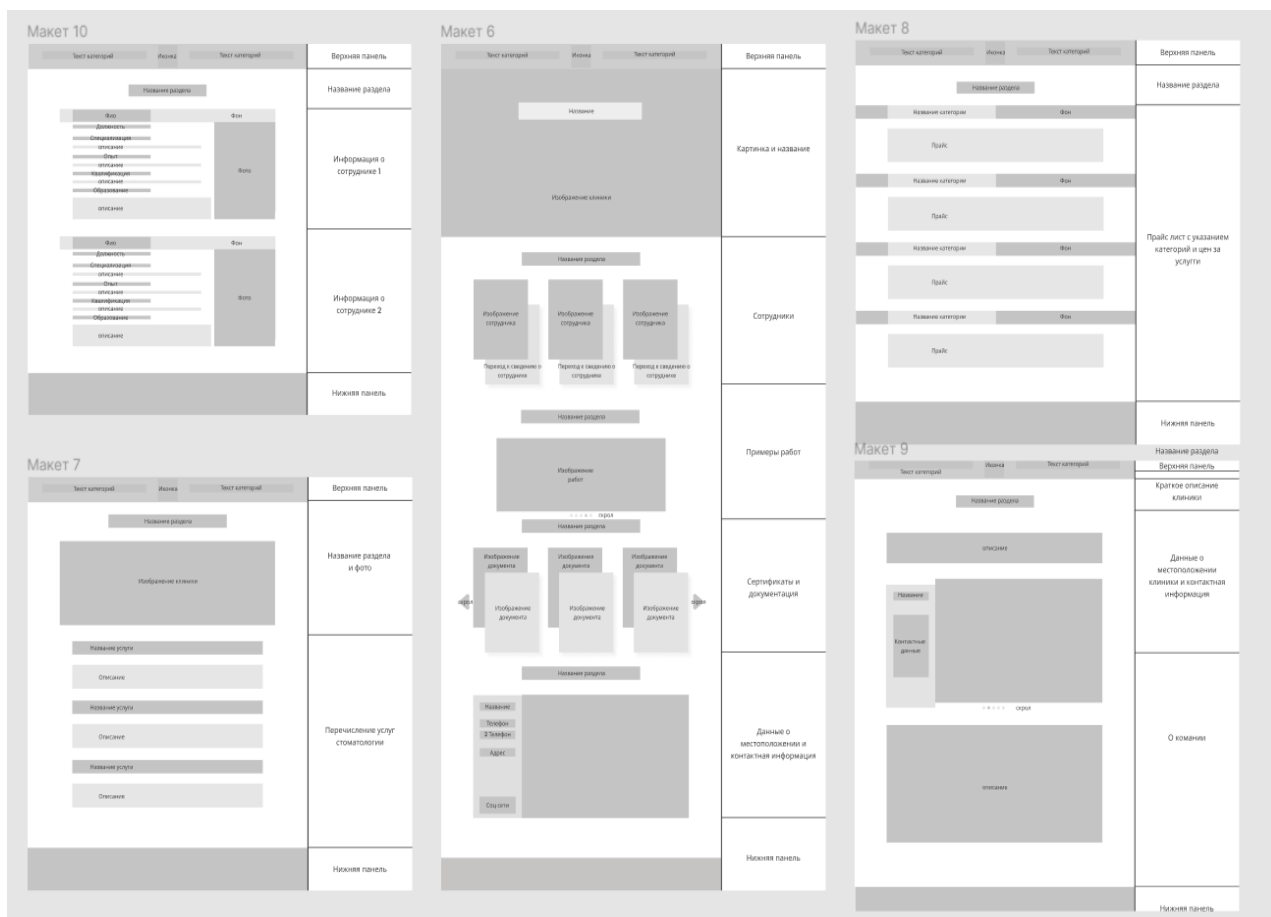 Макет 10
Текст категорий
Иконка
Текст категорий
Верхняя панель
Название раздела
Название раздела
Фио
Фон
Должность
Специализация
описание
Опыт
описание
Квалификация
описание
Образование
описание
Фото
Информация о
сотруднике 1
Фио
Фон
Должность
Специализация
описание
Опыт
описание
Квалификация
описание
Образование
описание
Фото
Информация о
сотруднике 2
Нижняя панель
Макет 7
Текст категорий
Иконка
Текст категорий
Верхняя панель
Название раздела
Изображение клиники
Название раздела
и фото
Название услуги
Описание
Название услуги
Описание
Название услуги
Описание
Перечисление услуг
стоматологии
Нижняя панель
Макет 6
Текст категорий
Иконка
Текст категорий
Верхняя панель
Название
Изображение клиники
Картинка и название
Название раздела
Изображение
сотрудника
Изображение
сотрудника
Изображение
сотрудника
Переход к сведению о
сотруднике
Переход к сведению о
сотруднике
Переход к сведению о
сотруднике
Сотрудники
Название раздела
Изображение
работ
скрол
Примеры работ
Название раздела
Изображение
документа
Изображение
документа
Изображение
документа
скрол
Изображение
документа
Изображение
документа
Изображение
документа
скрол
Сертификаты и
документация
Название раздела
Название
Телефон
2 Телефон
Адрес
Соц.сети
Данные о
местоположении и
контактная информация
Нижняя панель
Макет 8
Текст категорий
Иконка
Текст категорий
Верхняя панель
Название раздела
Название раздела
Название категории
Фон
Прайс
Название категории
Фон
Прайс
Название категории
Фон
Прайс
Название категории
Фон
Прайс
Прайс лист с указанием
категорий и цен за
услугти
Нижняя панель
Макет 9
Название раздела
Текст категорий
Иконка
Текст категорий
Верхняя панель
Краткое описание
клиники
Название раздела
описание
Название
Контактные
данные
скрол
Данные о
местоположении
клиники и контактная
информация
описание
О комании
Нижняя панель